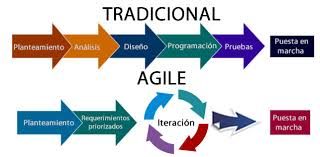 TRADICIONAL
Planteamiento Análisis Diseño Programación Pruebas Puesta en
marcha
AGILE
Planteamiento Requerimientos
priorizados Iteración Puesta en
marcha